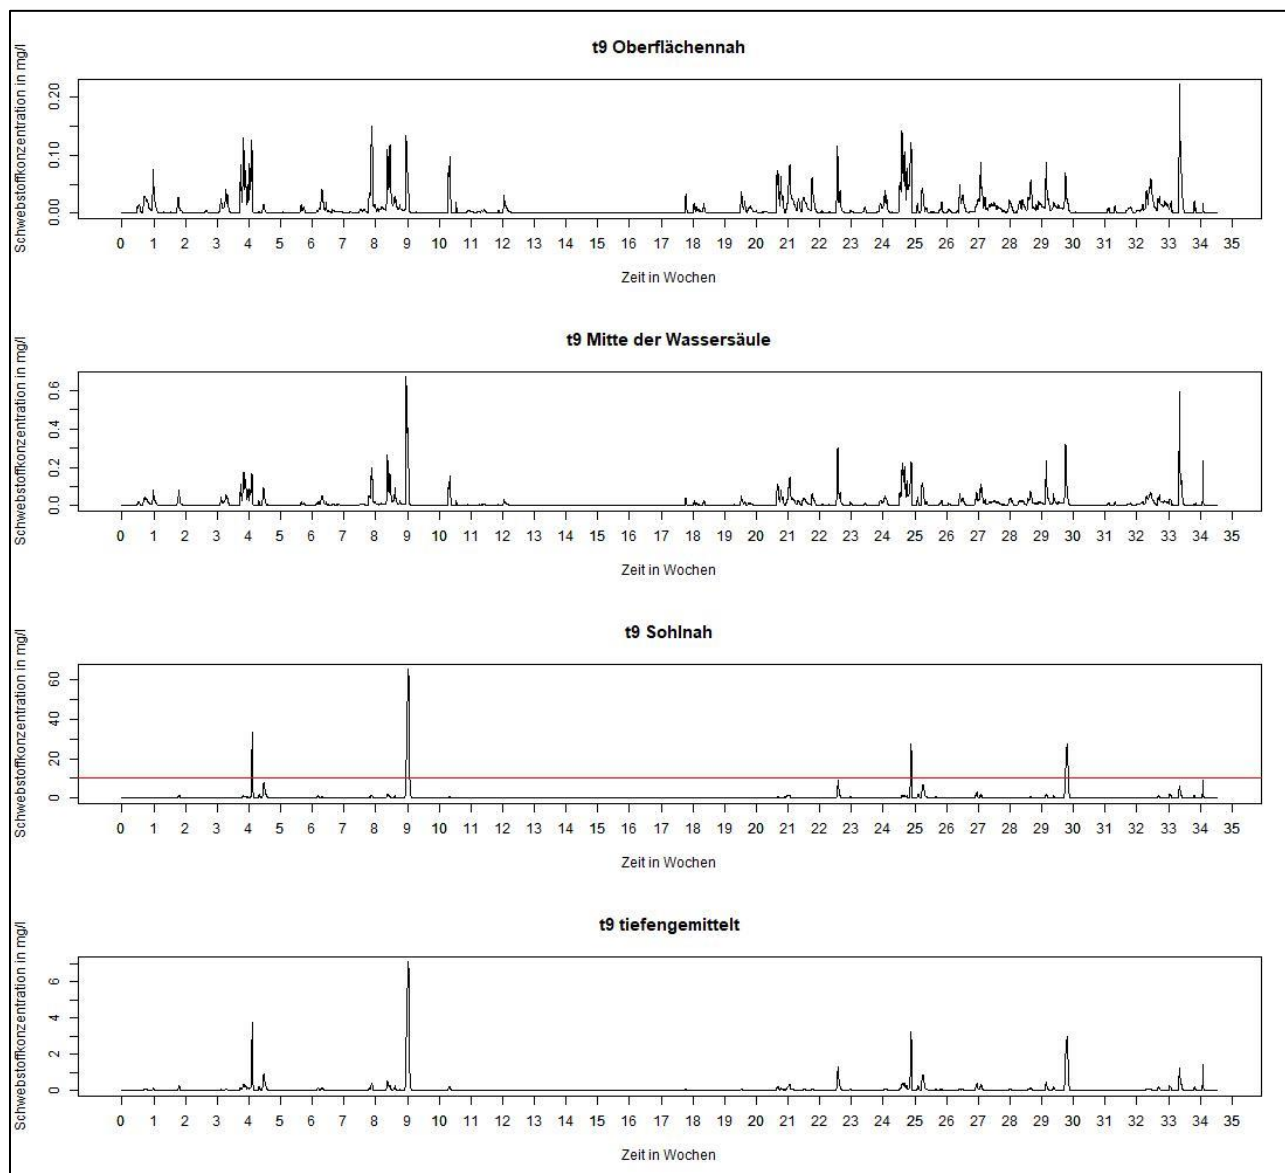 t9 Oberflächennah
Schwebstoffkonzentration in mg/l
0.20
0.10
0.00
0 1 2 3 4 5 6 7 8 9 10 11 12 13 14 15 16 17 18 19 20 21 22 23 24 25 26 27 28 29 30 31 32 33 34 35
Zeit in Wochen
t9 Mitte der Wassersäule
Schwebstoffkonzentration in mg/l
0.6
0.4
0.2
0.0
0 1 2 3 4 5 6 7 8 9 10 11 12 13 14 15 16 17 18 19 20 21 22 23 24 25 26 27 28 29 30 31 32 33 34 35
Zeit in Wochen
t9 Sohlnah
Schwebstoffkonzentration in mg/l
60
40
20
0
0 1 2 3 4 5 6 7 8 9 10 11 12 13 14 15 16 17 18 19 20 21 22 23 24 25 26 27 28 29 30 31 32 33 34 35
Zeit in Wochen
t9 tiefengemittelt
Schwebstoffkonzentration in mg/l
6
4
2
0
0 1 2 3 4 5 6 7 8 9 10 11 12 13 14 15 16 17 18 19 20 21 22 23 24 25 26 27 28 29 30 31 32 33 34 35
Zeit in Wochen